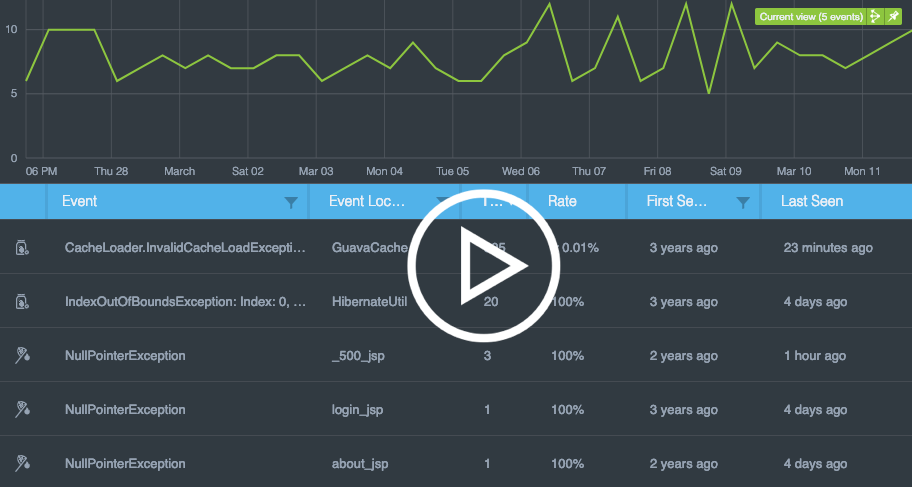 Current view (5 events)
10
5
0
06 PM Thu 28 March Sat 02 Mar 03 Mon 04 Tue 05 Wed 06 Thu 07 Fri 08 Sat 09 Mar 10 Mon 11
Event Event Loc... Rate First Se... Last Seen
CacheLoader.InvalidCacheLoadExcepti... GuavaCache 0.01% 3 years ago 23 minutes ago
IndexOutOfBoundsException: Index: 0, ... HibernateUtil 20 100% 3 years ago 4 days ago
NullPointerException _500_jsp 3 100% 2 years ago 1 hour ago
NullPointerException login_jsp 1 100% 3 years ago 4 days ago
NullPointerException about_jsp 1 100% 2 years ago 4 days ago